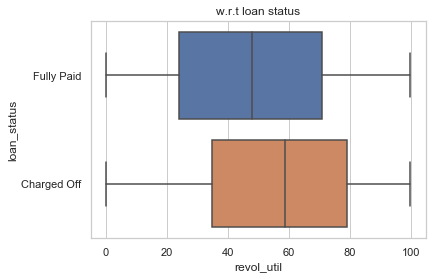 w.r.t loan status
Fully Paid
Charged Off
loan_status
0 20 40 60 80 100
revol_util